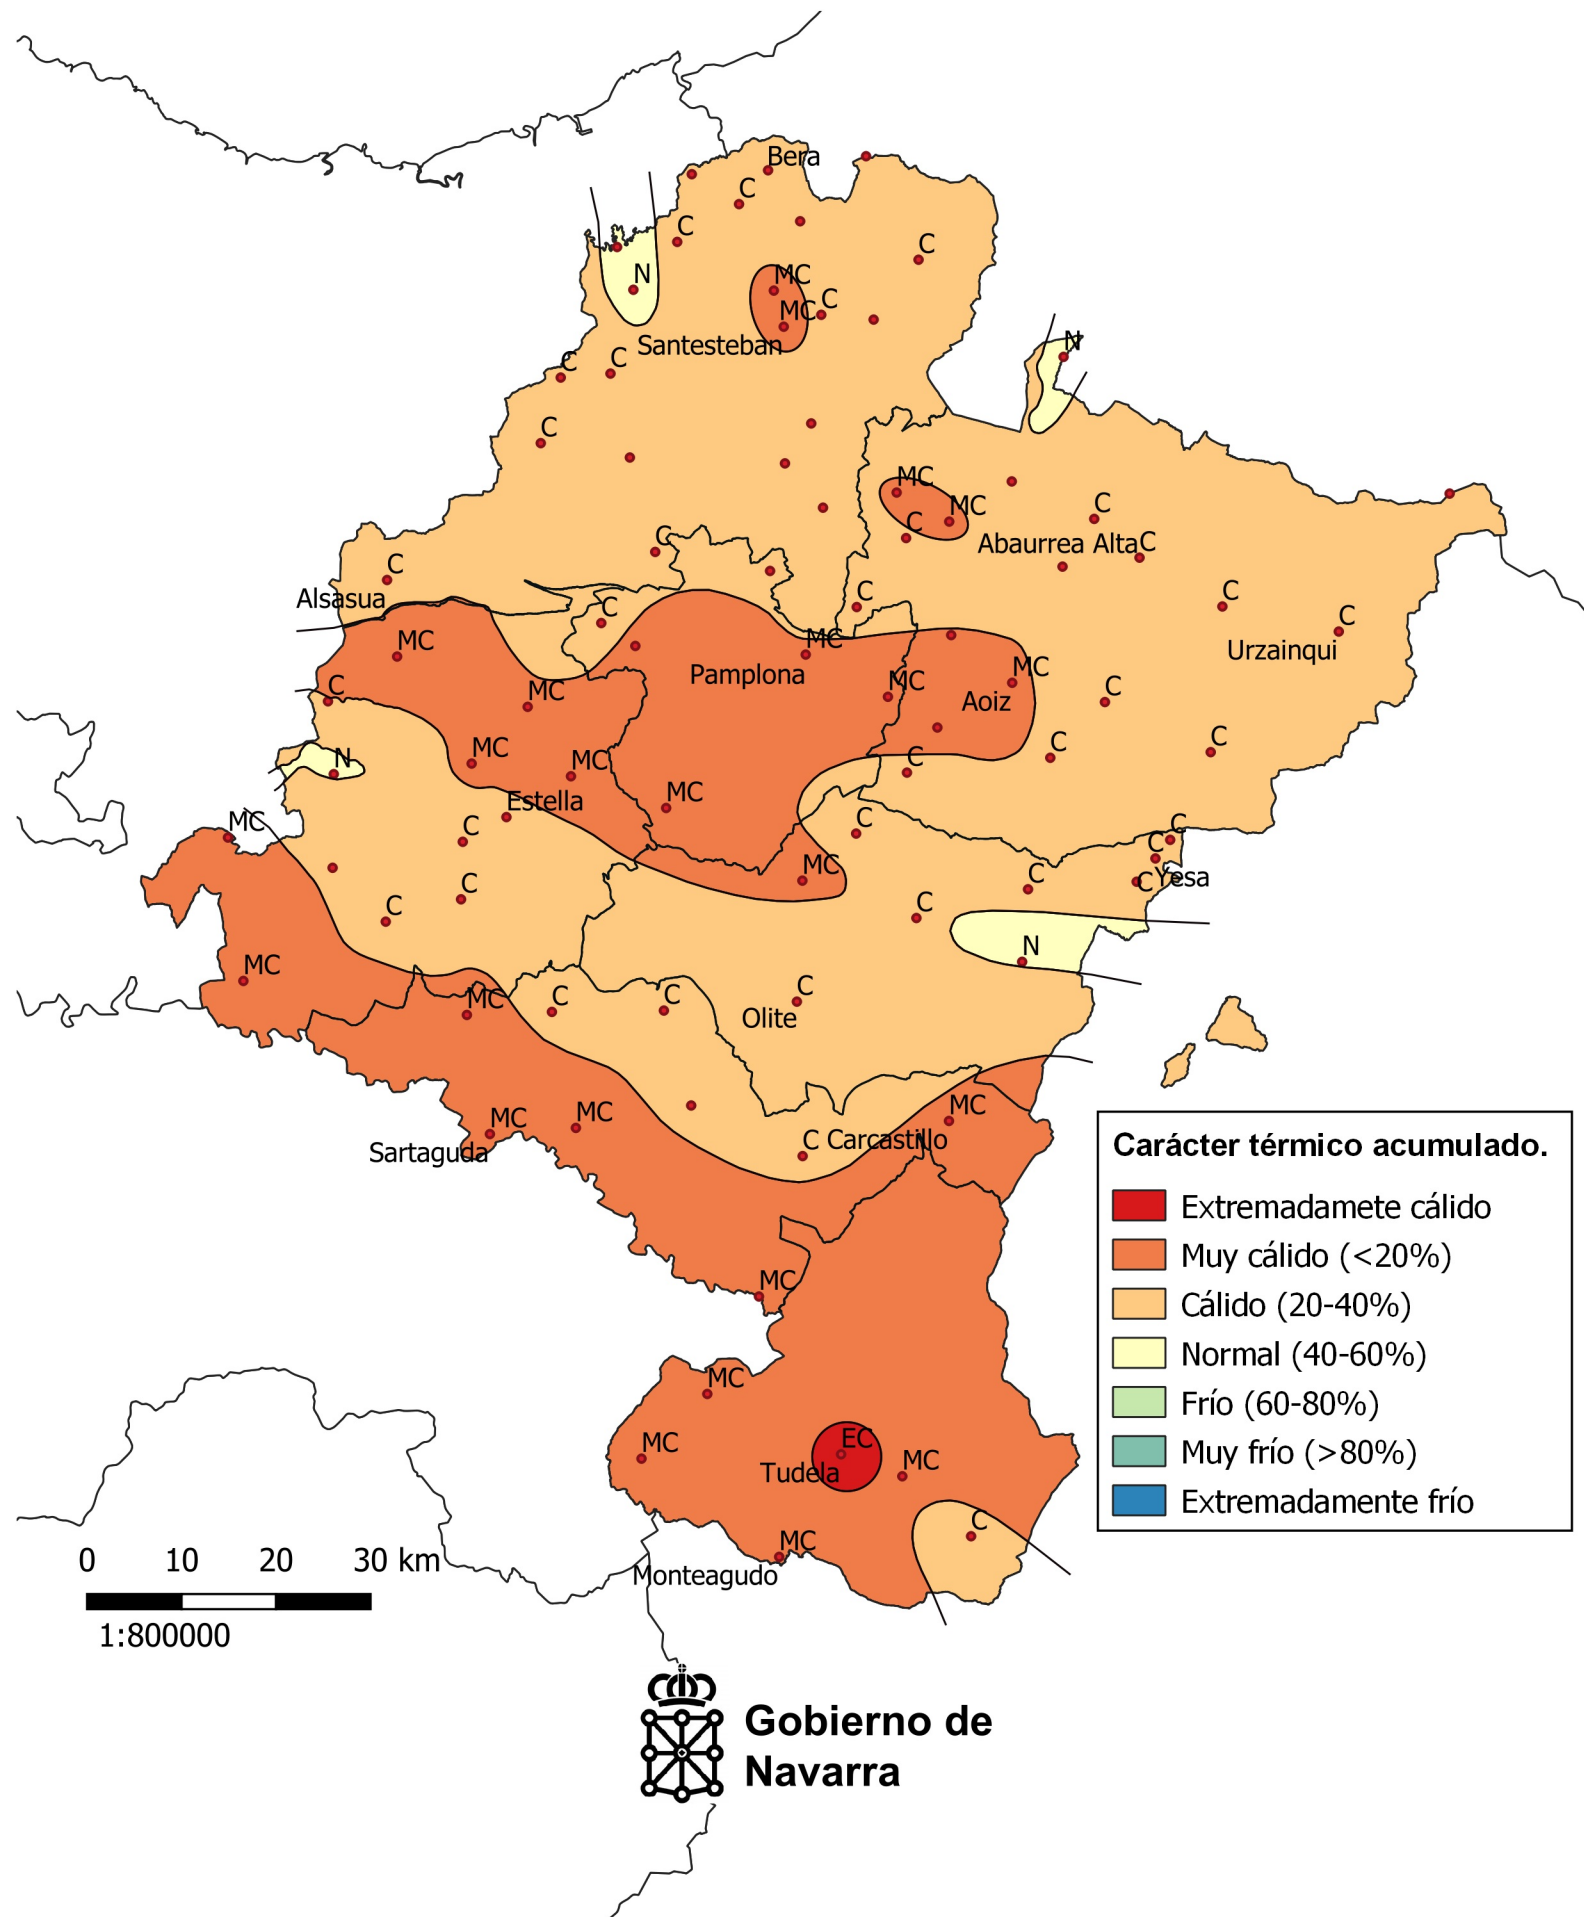 Bera
C
C
C
N
MC
MC
C
Santesteban
N
C
C
C
MC
MC
C
C
Abaurrea Alta
C
C
C
Alsasua
C
C
C
C
Urzainqui
MC
MC
Pamplona
MC
MC
Aoiz
C
MC
C
MC
MC
N
C
C
C
Estella
MC
MC
C
C
C
C
MC
C
C
Yesa
C
C
C
N
MC
MC
C
C
C
Olite
MC
MC
MC
C
Carcastillo
Sartaguda
MC
MC
MC
EC
Tudela
MC
C
MC
Monteagudo
Carácter térmico acumulado.
Extremadamete cálido
Muy cálido (<20%)
Cálido (20-40%)
Normal (40-60%)
Frío (60-80%)
Muy frío (>80%)
Extremadamente frío
0 10 20 30 km
1:800000
Gobierno de
Navarra